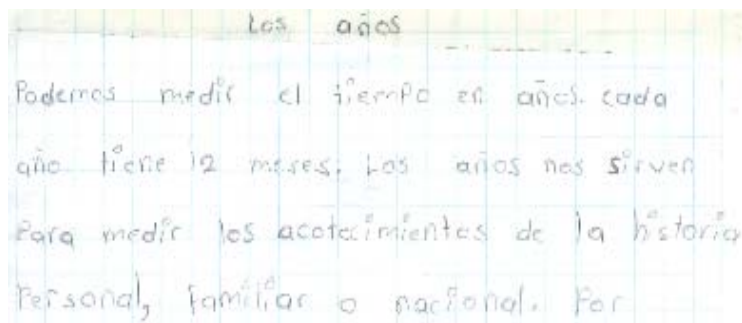 Los años
Podemos medir el tiempo en años. cada
año tiene 12 meses. Los años nos sirven
Para medir los acotecimientos de la historia
Personal, familiar o nacional. Por